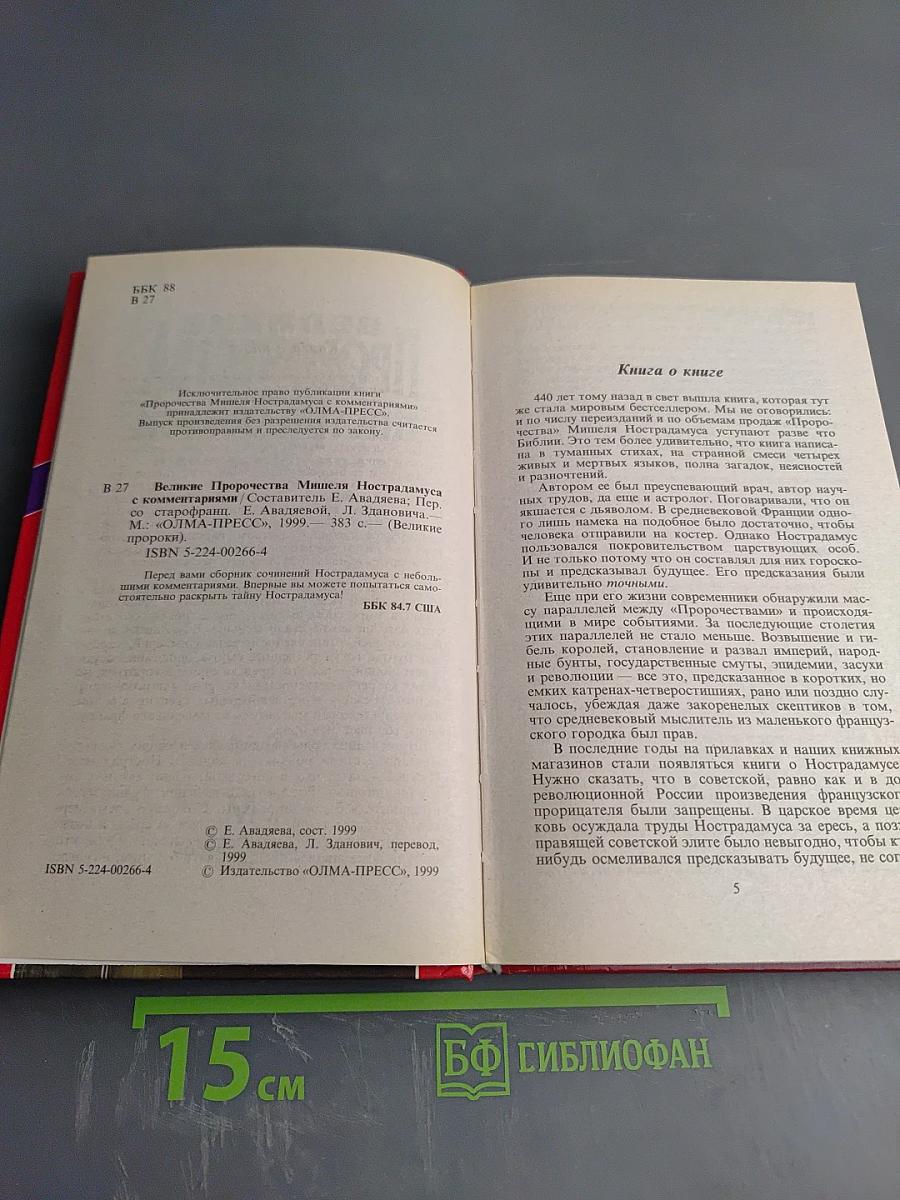 ББК 88
В 27
Исключительное право публикации книги
«Пророчества Мишеля Нострадамуса с комментариями»
принадлежит издательству «ОЛМА-ПРЕСС».
Выпуск произведения без разрешения издательства считается
противоправным и преследуется по закону.
В 27 Великие Пророчества Мишеля Нострадамуса
с комментариями/Составитель Е. Авадяева; Пер.
со старофранц. Е. Авадяевой, Л. Здановича.—
М.: «ОЛМА-ПРЕСС», 1999.— 383 с.— (Великие
пророки).
ISBN 5-224-00266-4
Перед вами сборник сочинений Нострадамуса с неболь-
шими комментариями. Впервые вы можете попытаться само-
стоятельно раскрыть тайну Нострадамуса!
ББК 84.7 США
© Е. Авадяева, сост. 1999
© Е. Авадяева, Л. Зданович, перевод,
1999
ISBN 5-224-00266-4 © Издательство «ОЛМА-ПРЕСС», 1999
Книга о книге
440 лет тому назад в свет вышла книга, которая тут
же стала мировым бестселлером. Мы не оговорились:
и по числу переизданий и по объемам продаж «Проро-
чества» Мишеля Нострадамуса уступают разве что
Библии. Это тем более удивительно, что книга написа-
на в туманных стихах, на странной смеси четырех
живых и мертвых языков, полна загадок, неясностей
и разночтений.
Автором ее был преуспевающий врач, автор науч-
ных трудов, да еще и астролог. Поговаривали, что он
якшается с дьяволом. В средневековой Франции одно-
го лишь намека на подобное было достаточно, чтобы
человека отправили на костер. Однако Нострадамус
пользовался покровительством царствующих особ.
И не только потому что он составлял для них гороско-
пы и предсказывал будущее. Его предсказания были
удивительно точными.
Еще при его жизни современники обнаружили мас-
су параллелей между «Пророчествами» и происходя-
щими в мире событиями. За последующие столетия
этих параллелей не стало меньше. Возвышение и ги-
бель королей, становление и развал империй, народ-
ные бунты, государственные смуты, эпидемии, засухи
и революции — все это, предсказанное в коротких, но
емких катренах-четверостишиях, рано или поздно слу-
чалось, убеждая даже закоренелых скептиков в том,
что средневековый мыслитель из маленького француз-
ского городка был прав.
В последние годы на прилавках и наших книжных
магазинов стали появляться книги о Нострадамусе
Нужно сказать, что в советской, равно как и в до
революционной России произведения французског
прорицателя были запрещены. В царское время це
ковь осуждала труды Нострадамуса за ересь, а поз
правящей советской элите было невыгодно, чтобы к
нибудь осмеливался предсказывать будущее, не сог
5
15 см
БФ БИБЛИОФАН